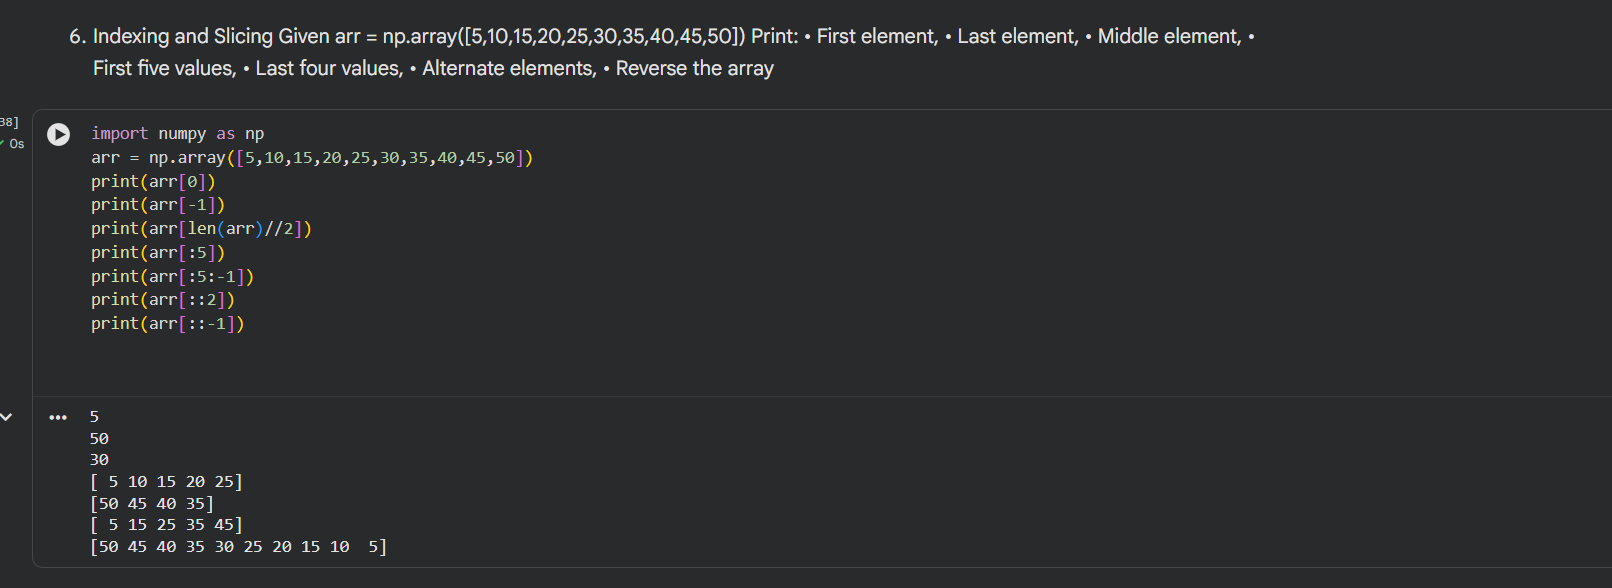 6. Indexing and Slicing Given arr = np.array([5,10,15,20,25,30,35,40,45,50]) Print: • First element, • Last element, • Middle element, •
First five values, • Last four values, • Alternate elements, • Reverse the array
38]
0s
import numpy as np
arr = np.array([5,10,15,20,25,30,35,40,45,50])
print(arr[0])
print(arr[-1])
print(arr[len(arr)//2])
print(arr[:5])
print(arr[:5:-1])
print(arr[::2])
print(arr[::-1])
5
50
30
[ 5 10 15 20 25]
[50 45 40 35]
[ 5 15 25 35 45]
[50 45 40 35 30 25 20 15 10  5]